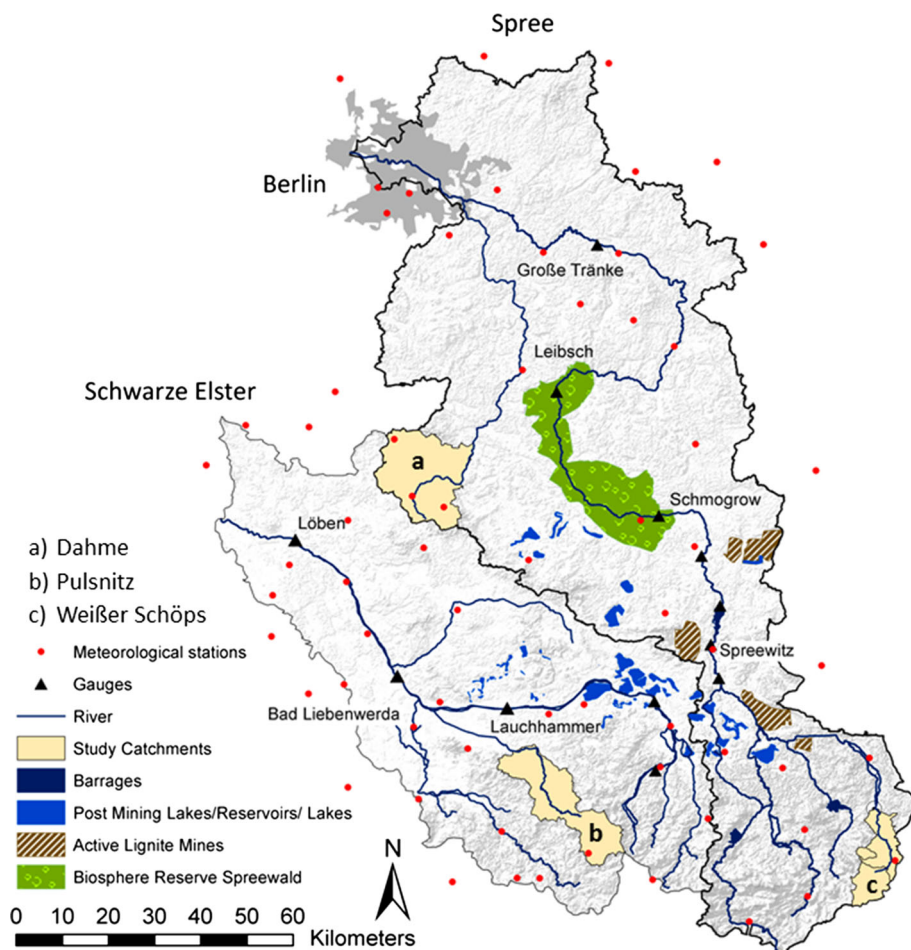 Spree
Berlin
Große Tränke
Leibsch
Schwarze Elster
a
Schmogrow
Löben
a) Dahme
b) Pulsnitz
c) Weißer Schöps
Meteorological stations
Gauges
River
Study Catchments
Barrages
Post Mining Lakes/Reservoirs/ Lakes
Active Lignite Mines
Biosphere Reserve Spreewald
Spreewitz
Bad Liebenwerda
Lauchhammer
b
c
N
0 10 20 30 40 50 60
Kilometers